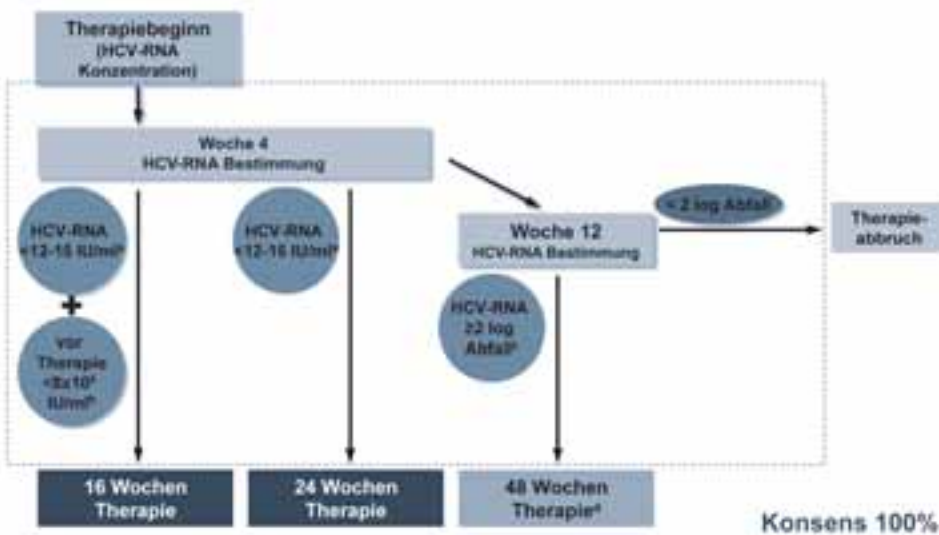 Therapiebeginn
(HCV-RNA
Konzentration)
Woche 4
HCV-RNA Bestimmung
HCV-RNA
<12-15 IU/ml
HCV-RNA
<12-15 IU/ml
< 2 log Abfall
Woche 12
HCV-RNA Bestimmung
Therapie-
abbruch
+
vor
Therapie
IU/ml
HCV-RNA
≥2 log
Abfall
16 Wochen
Therapie
24 Wochen
Therapie
48 Wochen
Therapie
Konsens 100%